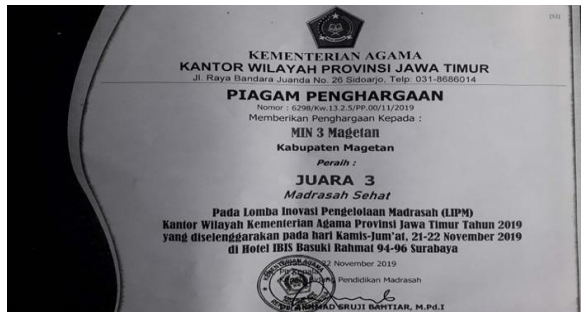 KEMENTERIAN AGAMA
KANTOR WILAYAH PROVINSI JAWA TIMUR
Jl. Raya Bandara Juanda No. 26 Sidoarjo, Telp: 031-8686014
PIAGAM PENGHARGAAN
Nomor : 6298/Kw.13.2.5/PP.00/11/2019
Memberikan Penghargaan Kepada :
MIN 3 Magetan
Kabupaten Magetan
Peraih :
JUARA 3
Madrasah Sehat
Pada Lomba Inovasi Pengelolaan Madrasah (LIPM)
Kantor Wilayah Kementerian Agama Provinsi Jawa Timur Tahun 2019
yang diselenggarakan pada hari Kamis-Jum'at, 21-22 November 2019
di Hotel IBIS Basuki Rahmat 94-96 Surabaya
22 November 2019
Pendidikan Madrasah
AKHMAD SRUJI BAHTIAR, M.Pd.I